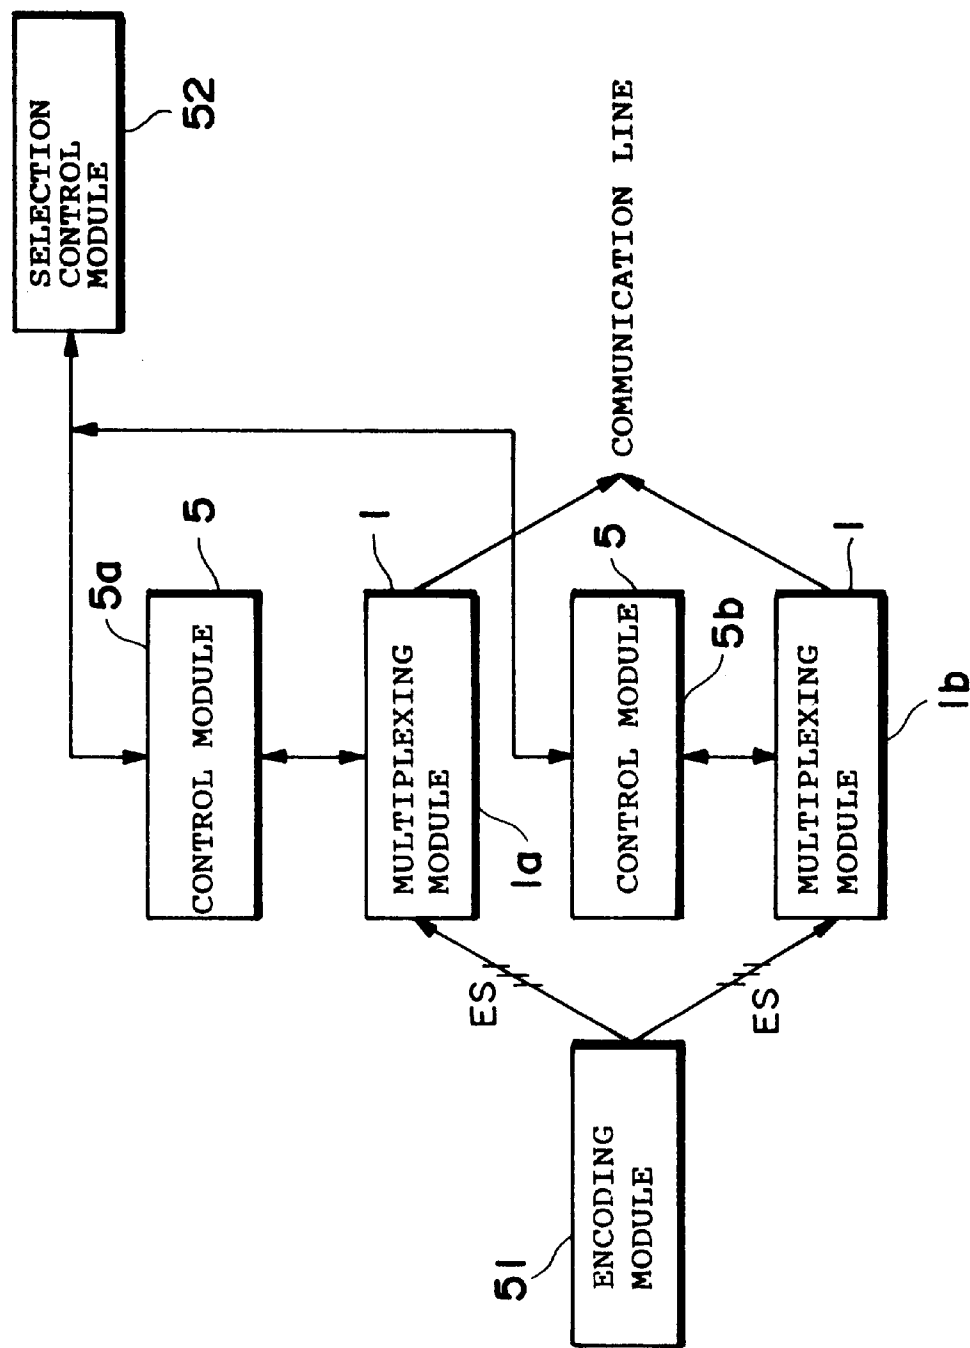 SELECTION
CONTROL
MODULE
52
5a
5
CONTROL MODULE
1
MULTIPLEXING
MODULE
1a
COMMUNICATION LINE
5
CONTROL MODULE
5b
1
MULTIPLEXING
MODULE
1b
ES
ES
51
ENCODING
MODULE